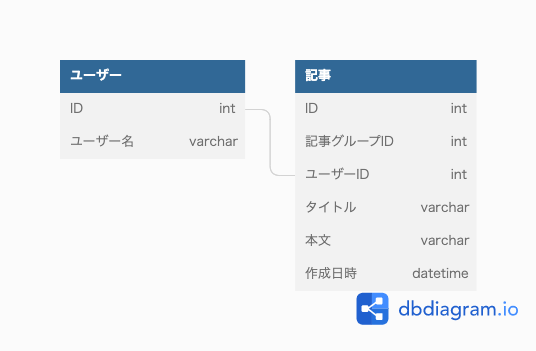 ユーザー
ID int
ユーザー名 varchar
記事
ID int
記事グループID int
ユーザーID int
タイトル varchar
本文 varchar
作成日時 datetime
dbdiagram.io